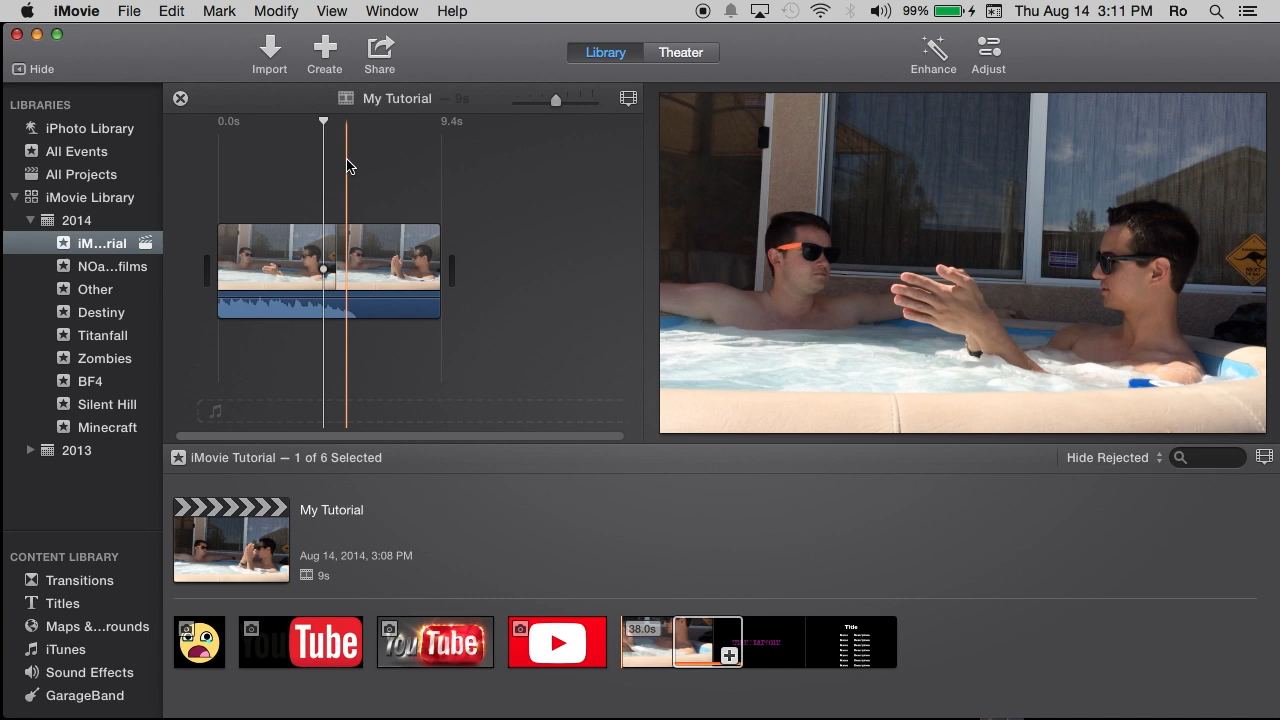 iMovie File Edit Mark Modify View Window Help 99% Thu Aug 14 3:11 PM Ro
Hide Import Create Share Library Theater Enhance Adjust
LIBRARIES
iPhoto Library
All Events
All Projects
iMovie Library
2014
iM...rial
NOa...films
Other
Destiny
Titanfall
Zombies
BF4
Silent Hill
Minecraft
2013
CONTENT LIBRARY
Transitions
Titles
Maps &...rounds
iTunes
Sound Effects
GarageBand
My Tutorial — 9s
0.0s 9.4s
iMovie Tutorial — 1 of 6 Selected Hide Rejected
My Tutorial
Aug 14, 2014, 3:08 PM
9s
You Tube
You Tube
38.0s
Title